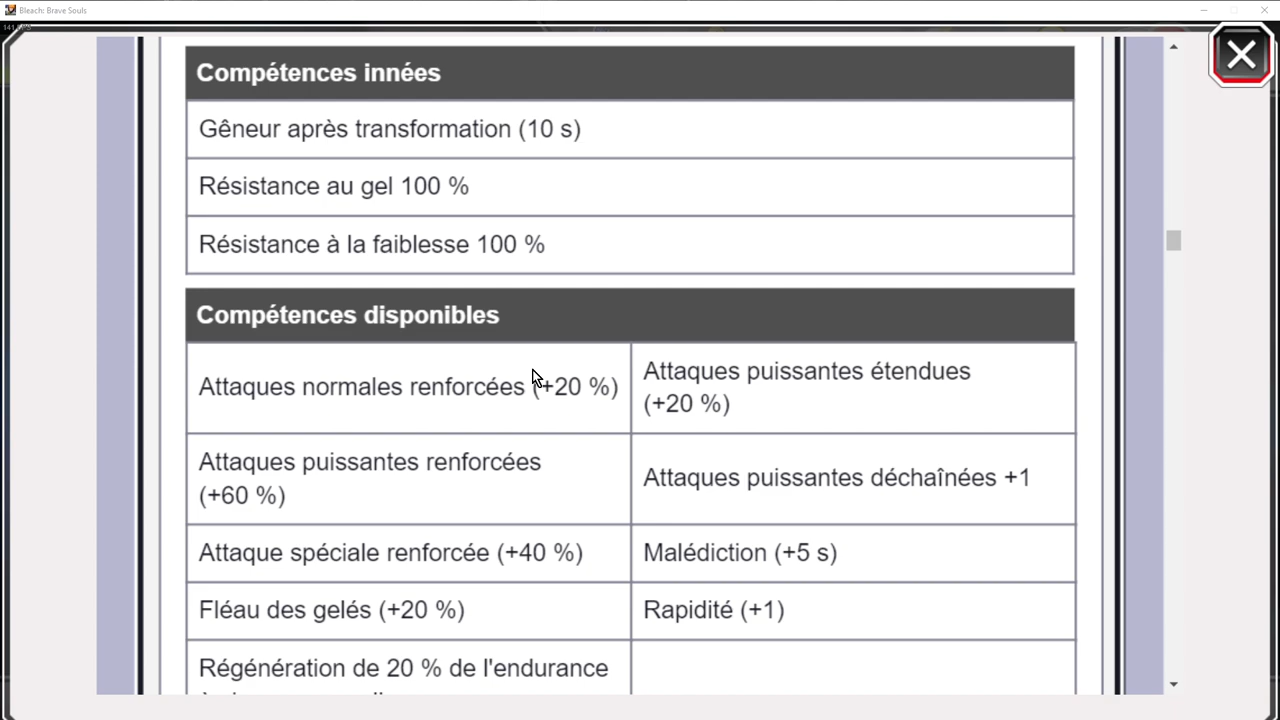 Bleach: Brave Souls
Compétences innées
Gêneur après transformation (10 s)
Résistance au gel 100 %
Résistance à la faiblesse 100 %
Compétences disponibles
Attaques normales renforcées (+20 %)
Attaques puissantes étendues
(+20 %)
Attaques puissantes renforcées
(+60 %)
Attaques puissantes déchaînées +1
Attaque spéciale renforcée (+40 %)
Malédiction (+5 s)
Fléau des gelés (+20 %)
Rapidité (+1)
Régénération de 20 % de l'endurance